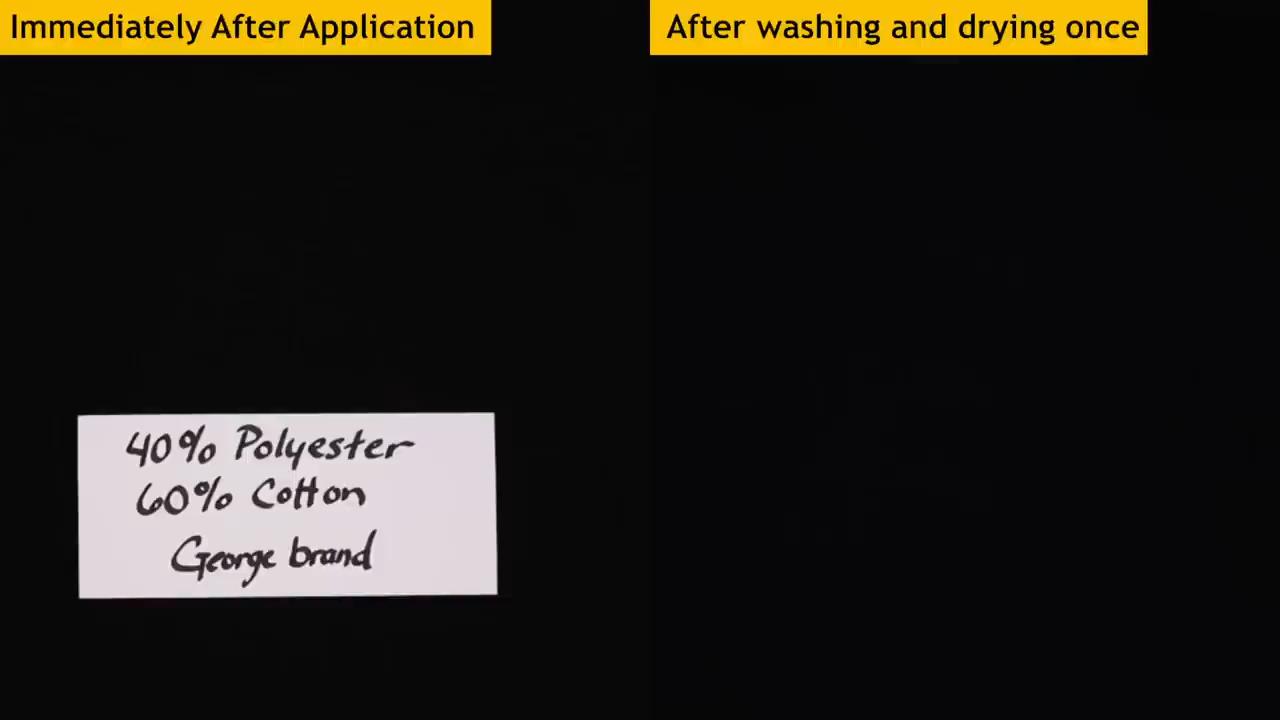 Immediately After Application
After washing and drying once
40% Polyester
60% Cotton
George brand